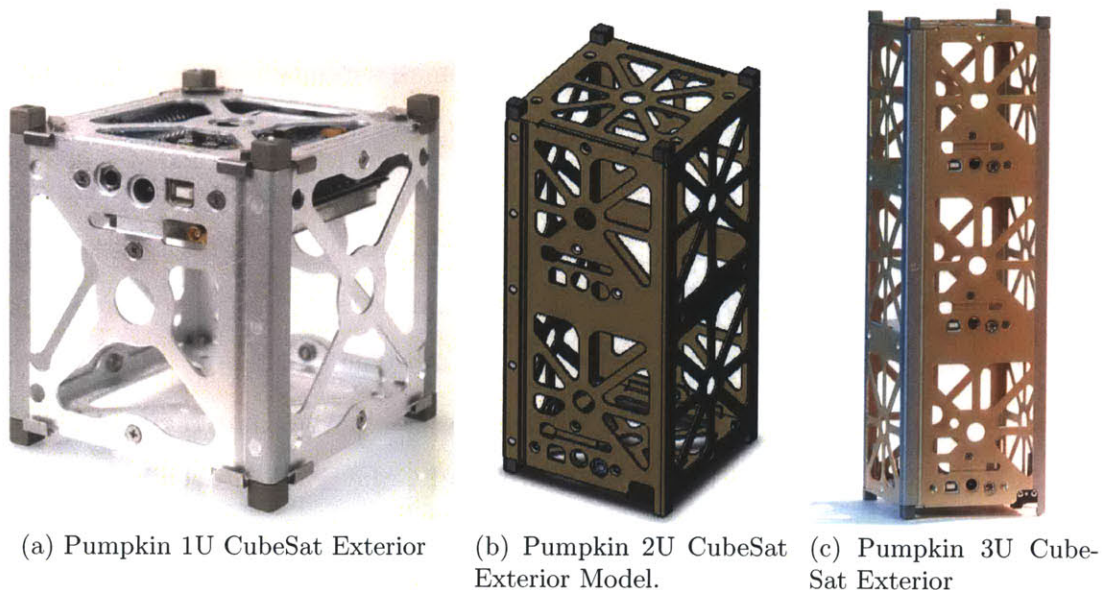 (a) Pumpkin 1U CubeSat Exterior
(b) Pumpkin 2U CubeSat
Exterior Model.
(c) Pumpkin 3U Cube-
Sat Exterior